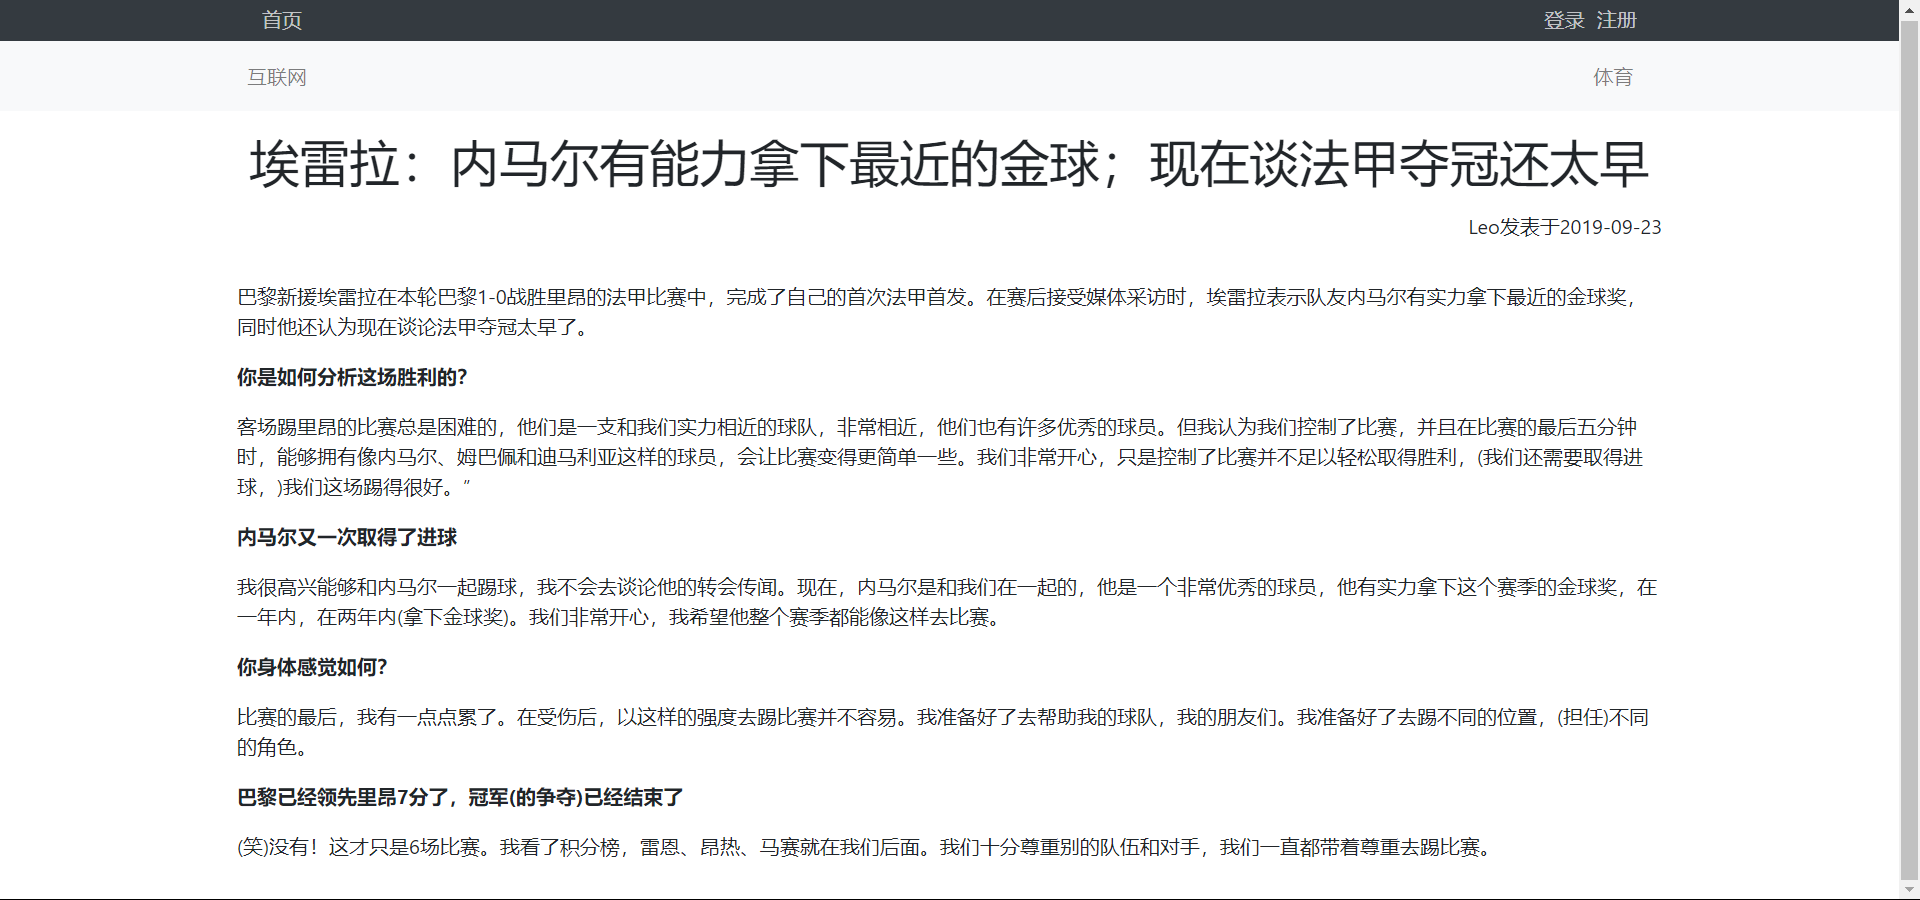 首页
登录 注册
互联网
体育
埃雷拉：内马尔有能力拿下最近的金球；现在谈法甲夺冠还太早
Leo发表于2019-09-23
巴黎新援埃雷拉在本轮巴黎1-0战胜里昂的法甲比赛中，完成了自己的首次法甲首发。在赛后接受媒体采访时，埃雷拉表示队友内马尔有实力拿下最近的金球奖，
同时他还认为现在谈论法甲夺冠太早了。
你是如何分析这场胜利的?
客场踢里昂的比赛总是困难的，他们是一支和我们实力相近的球队，非常相近，他们也有许多优秀的球员。但我认为我们控制了比赛，并且在比赛的最后五分钟
时，能够拥有像内马尔、姆巴佩和迪马利亚这样的球员，会让比赛变得更简单一些。我们非常开心，只是控制了比赛并不足以轻松取得胜利，(我们还需要取得进
球，)我们这场踢得很好。”
内马尔又一次取得了进球
我很高兴能够和内马尔一起踢球，我不会去谈论他的转会传闻。现在，内马尔是和我们在一起的，他是一个非常优秀的球员，他有实力拿下这个赛季的金球奖，在
一年内，在两年内(拿下金球奖)。我们非常开心，我希望他整个赛季都能像这样去比赛。
你身体感觉如何?
比赛的最后，我有一点点累了。在受伤后，以这样的强度去踢比赛并不容易。我准备好了去帮助我的球队，我的朋友们。我准备好了去踢不同的位置，(担任)不同
的角色。
巴黎已经领先里昂7分了，冠军(的争夺)已经结束了
(笑)没有！这才只是6场比赛。我看了积分榜，雷恩、昂热、马赛就在我们后面。我们十分尊重别的队伍和对手，我们一直都带着尊重去踢比赛。